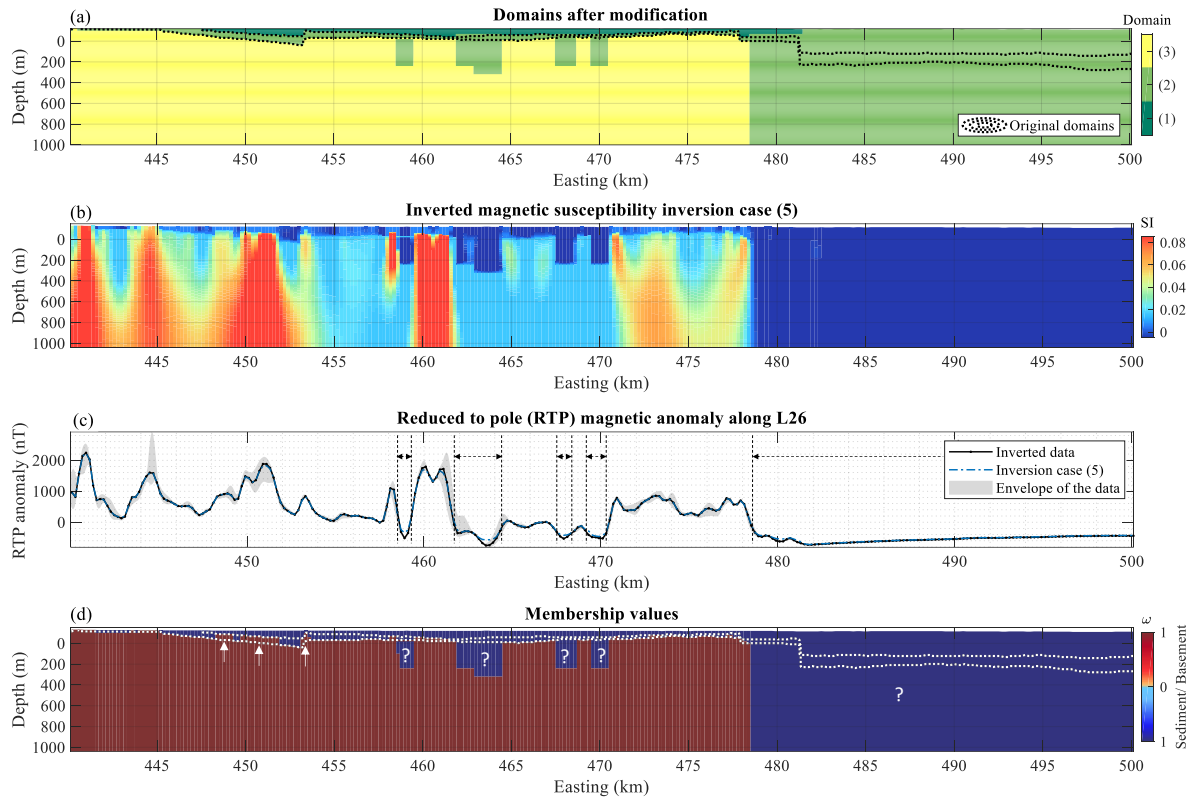 (a) Domains after modification
Domain
0
200
400
600
800
1000
Depth (m)
(3)
(2)
(1)
Original domains
445 450 455 460 465 470 475 480 485 490 495 500
Easting (km)
(b) Inverted magnetic susceptibility inversion case (5)
SI
0
200
400
600
800
1000
Depth (m)
0.08
0.06
0.04
0.02
0
445 450 455 460 465 470 475 480 485 490 495 500
Easting (km)
(c) Reduced to pole (RTP) magnetic anomaly along L26
2000
1000
0
RTP anomaly (nT)
Inverted data
Inversion case (5)
Envelope of the data
450 460 470 480 490 500
Easting (km)
(d) Membership values
ω
0
200
400
600
800
1000
Depth (m)
? ? ? ?
?
1
0
1
Sediment/ Basement
445 450 455 460 465 470 475 480 485 490 495 500
Easting (km)